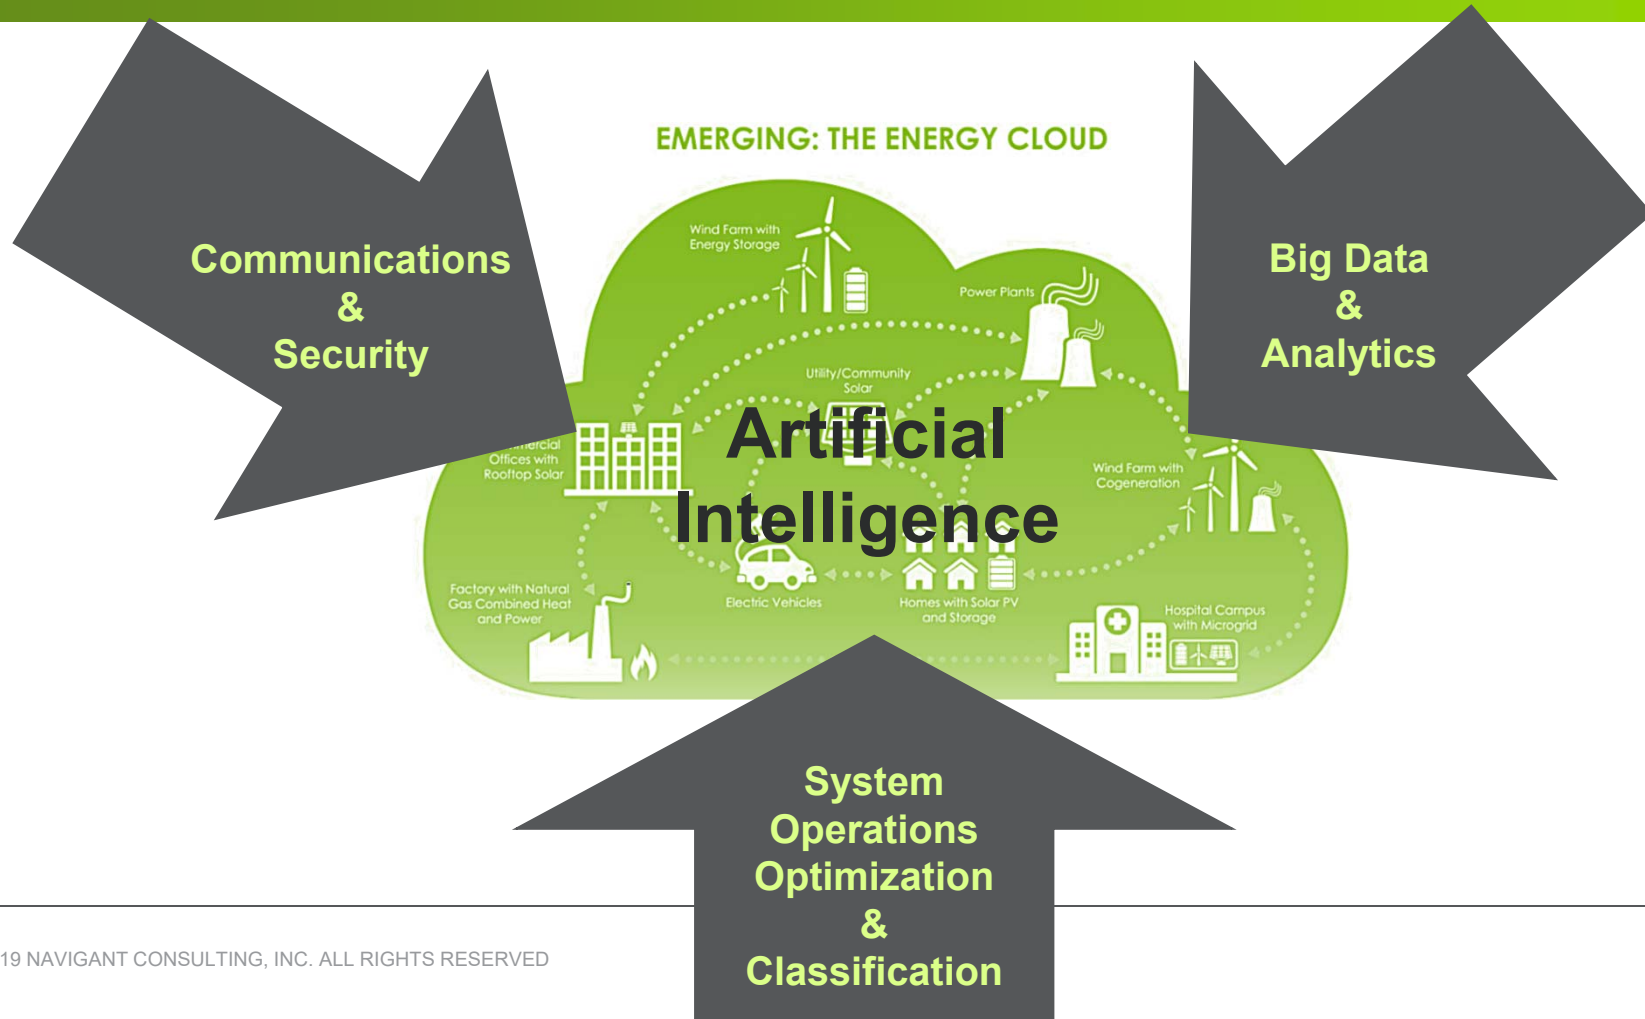 EMERGING: THE ENERGY CLOUD
Communications
&
Security
Big Data
&
Analytics
Wind Farm with
Energy Storage
Power Plants
Utility/Community
Solar
Artificial
Intelligence
Offices with
Rooftop Solar
Wind Farm with
Cogeneration
Electric Vehicles
Homes with Solar PV
and Storage
Factory with Natural
Gas Combined Heat
and Power
Hospital Campus
with Microgrid
System
Operations
Optimization
&
Classification
19 NAVIGANT CONSULTING, INC. ALL RIGHTS RESERVED